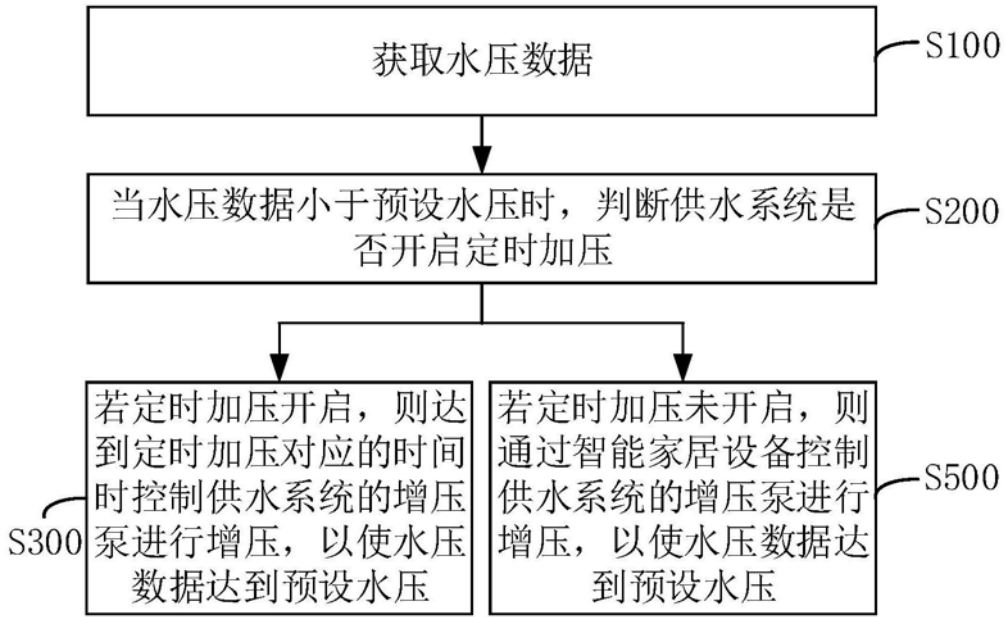 获取水压数据
S100
当水压数据小于预设水压时，判断供水系统是
否开启定时加压
S200
若定时加压开启，则达
到定时加压对应的时间
时控制供水系统的增压
泵进行增压，以使水压
数据达到预设水压
S300
若定时加压未开启，则
通过智能家居设备控制
供水系统的增压泵进行
增压，以使水压数据达
到预设水压
S500